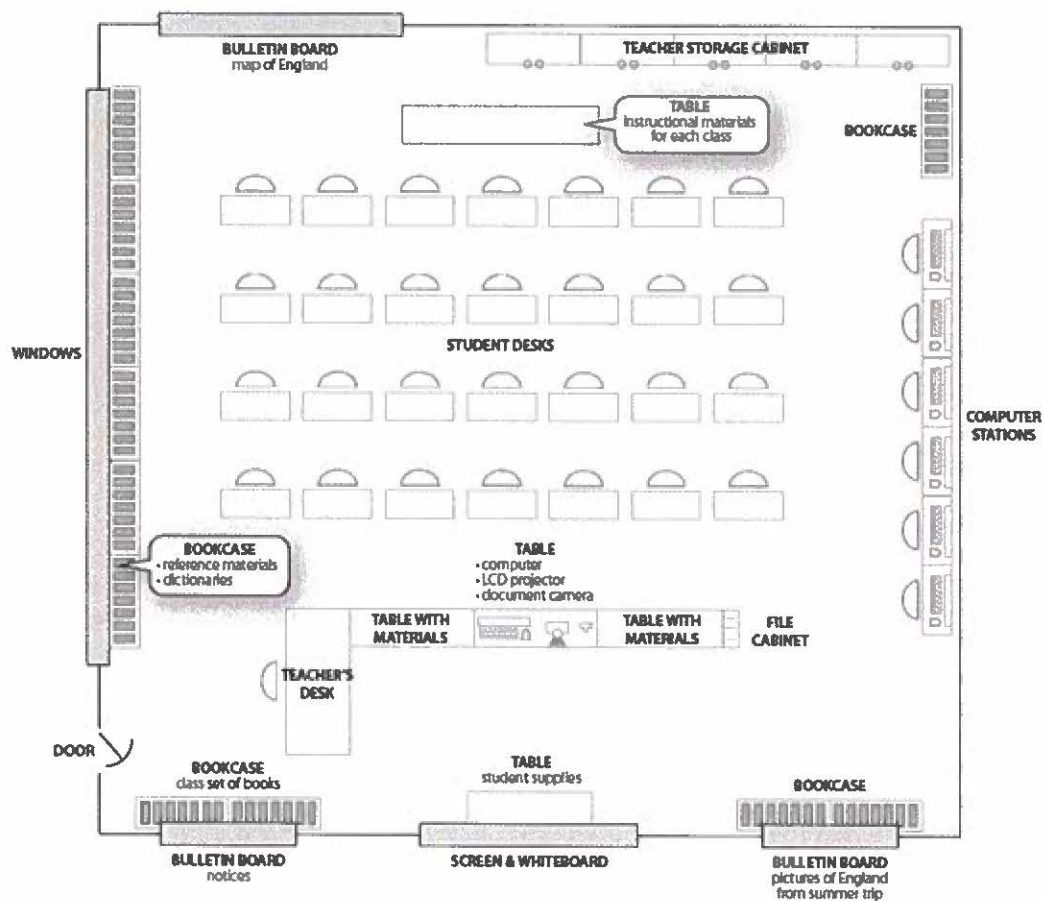 BULLETIN BOARD
map of England
TEACHER STORAGE CABINET
TABLE
instructional materials
for each class
BOOKCASE
WINDOWS
STUDENT DESKS
COMPUTER
STATIONS
BOOKCASE
• reference materials
• dictionaries
TABLE
• computer
• LCD projector
• document camera
TABLE WITH
MATERIALS
TABLE WITH
MATERIALS
FILE
CABINET
TEACHER'S
DESK
DOOR
BOOKCASE
class set of books
TABLE
student supplies
BOOKCASE
BULLETIN BOARD
notices
SCREEN & WHITEBOARD
BULLETIN BOARD
pictures of England
from summer trip